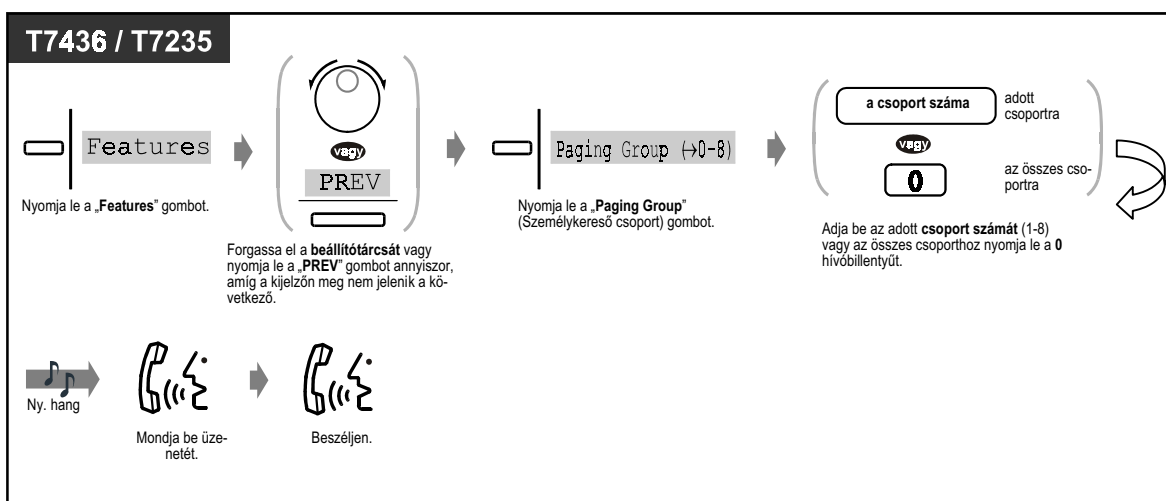 T7436 / T7235
Features
Nyomja le a „Features” gombot.
vagy
PREV
Forgassa el a beállítótárcsát vagy
nyomja le a „PREV” gombot annyiszor,
amíg a kijelzőn meg nem jelenik a kö-
vetkező.
Paging Group (→0-8)
Nyomja le a „Paging Group”
(Személykereső csoport) gombot.
a csoport száma
adott
csoportra
vagy
0
az összes cso-
portra
Adja be az adott csoport számát (1-8)
vagy az összes csoporthoz nyomja le a 0
hívóbillentyűt.
Ny. hang
Mondja be üze-
netét.
Beszéljen.